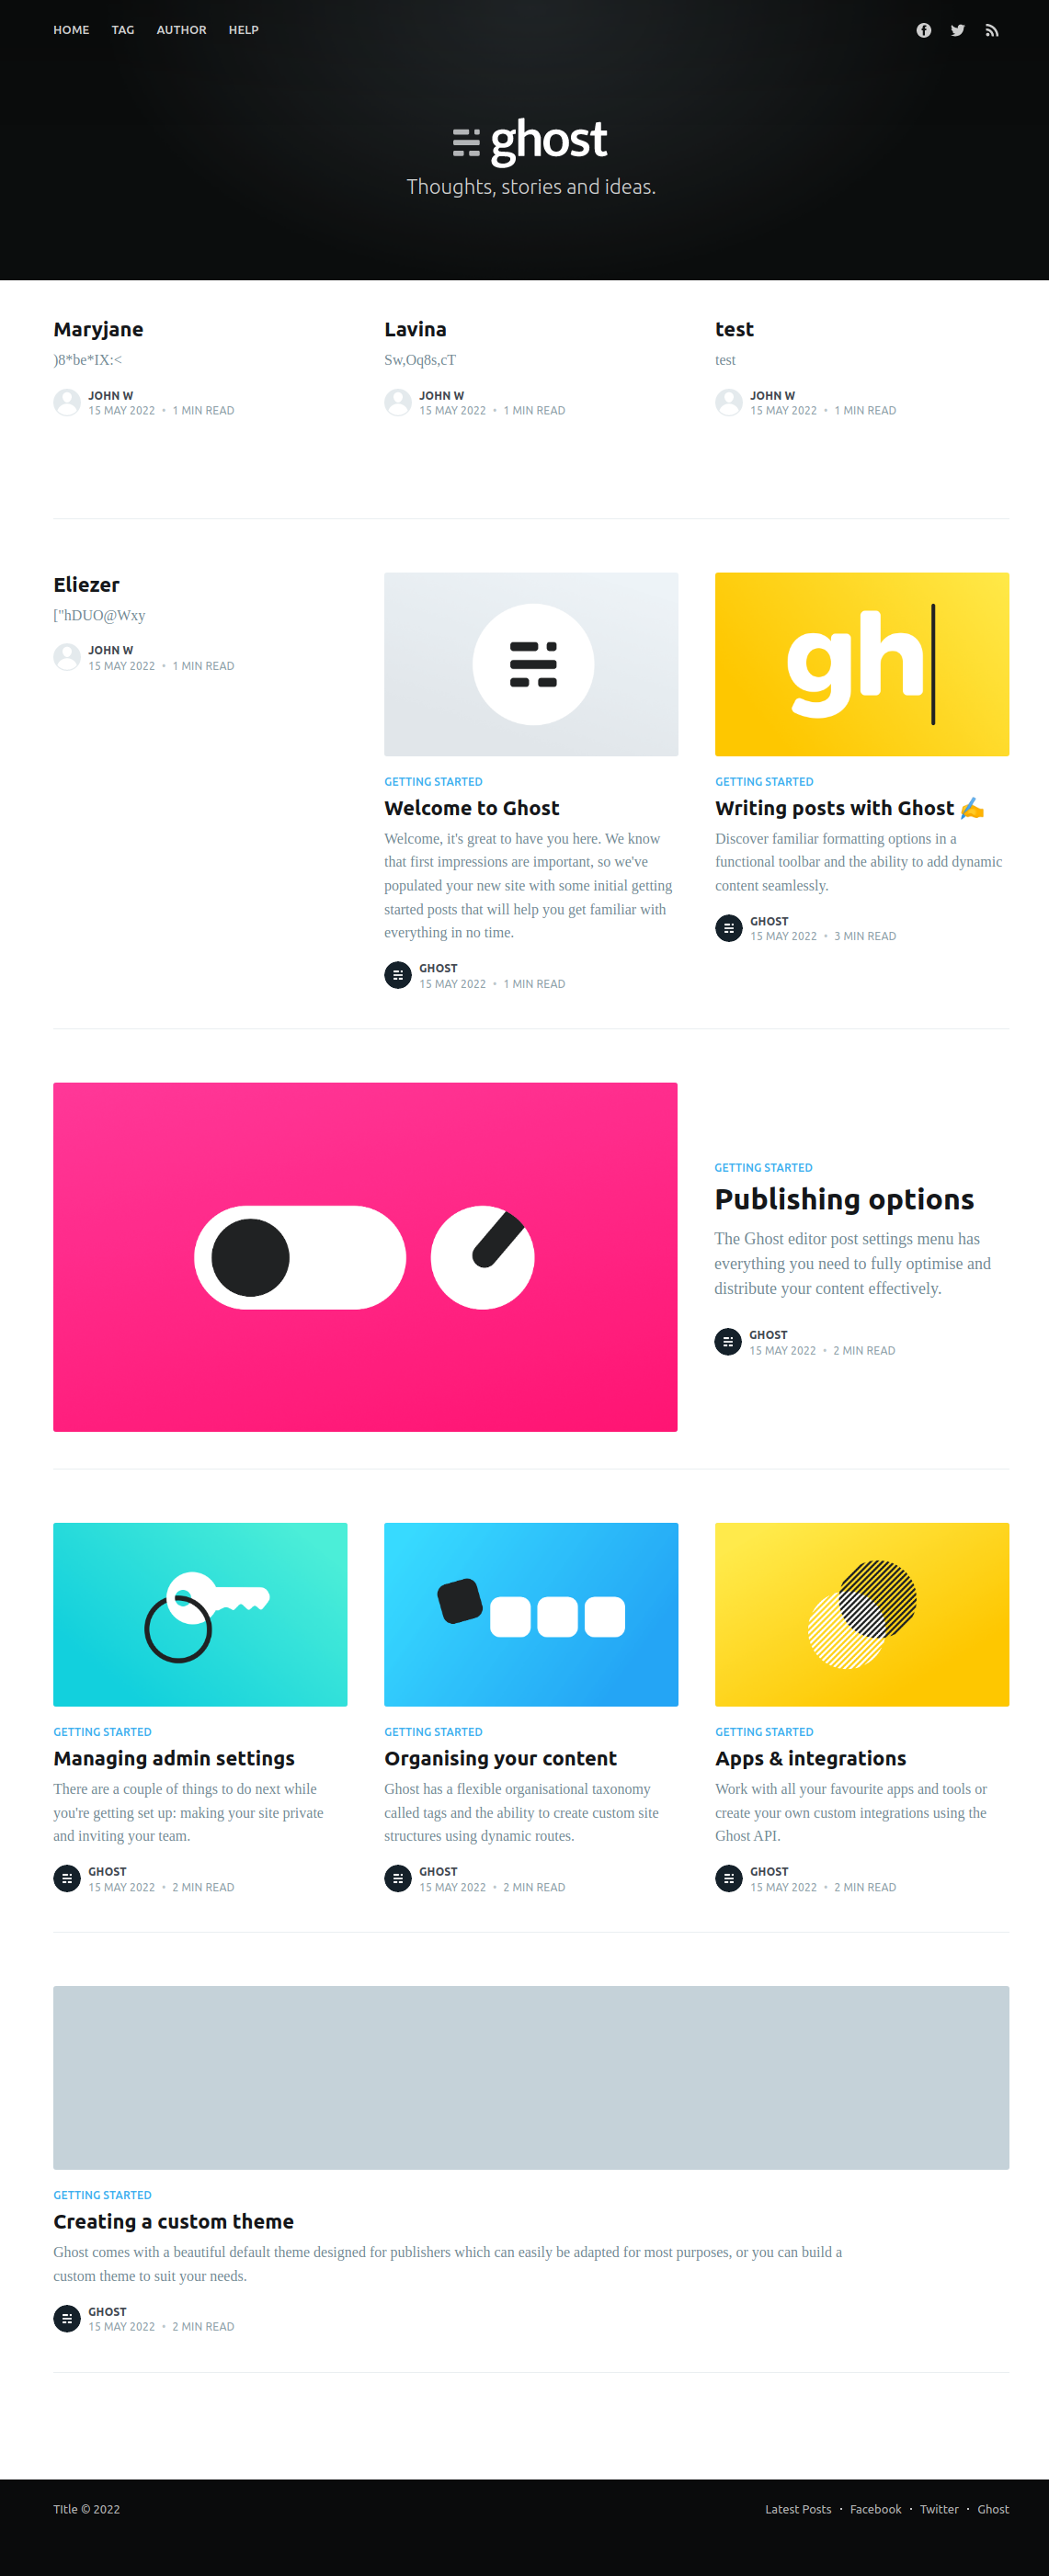 HOME TAG AUTHOR HELP
ghost
Thoughts, stories and ideas.
Maryjane
)8*be*IX:<
JOHN W
15 MAY 2022 • 1 MIN READ
Lavina
Sw,Oq8s,cT
JOHN W
15 MAY 2022 • 1 MIN READ
test
test
JOHN W
15 MAY 2022 • 1 MIN READ
Eliezer
["hDUO@Wxy
JOHN W
15 MAY 2022 • 1 MIN READ
GETTING STARTED
Welcome to Ghost
Welcome, it's great to have you here. We know
that first impressions are important, so we've
populated your new site with some initial getting
started posts that will help you get familiar with
everything in no time.
GHOST
15 MAY 2022 • 1 MIN READ
gh
GETTING STARTED
Writing posts with Ghost ✍️
Discover familiar formatting options in a
functional toolbar and the ability to add dynamic
content seamlessly.
GHOST
15 MAY 2022 • 3 MIN READ
GETTING STARTED
Publishing options
The Ghost editor post settings menu has
everything you need to fully optimise and
distribute your content effectively.
GHOST
15 MAY 2022 • 2 MIN READ
GETTING STARTED
Managing admin settings
There are a couple of things to do next while
you're getting set up: making your site private
and inviting your team.
GHOST
15 MAY 2022 • 2 MIN READ
GETTING STARTED
Organising your content
Ghost has a flexible organisational taxonomy
called tags and the ability to create custom site
structures using dynamic routes.
GHOST
15 MAY 2022 • 2 MIN READ
GETTING STARTED
Apps & integrations
Work with all your favourite apps and tools or
create your own custom integrations using the
Ghost API.
GHOST
15 MAY 2022 • 2 MIN READ
GETTING STARTED
Creating a custom theme
Ghost comes with a beautiful default theme designed for publishers which can easily be adapted for most purposes, or you can build a
custom theme to suit your needs.
GHOST
15 MAY 2022 • 2 MIN READ
TItle © 2022
Latest Posts • Facebook • Twitter • Ghost